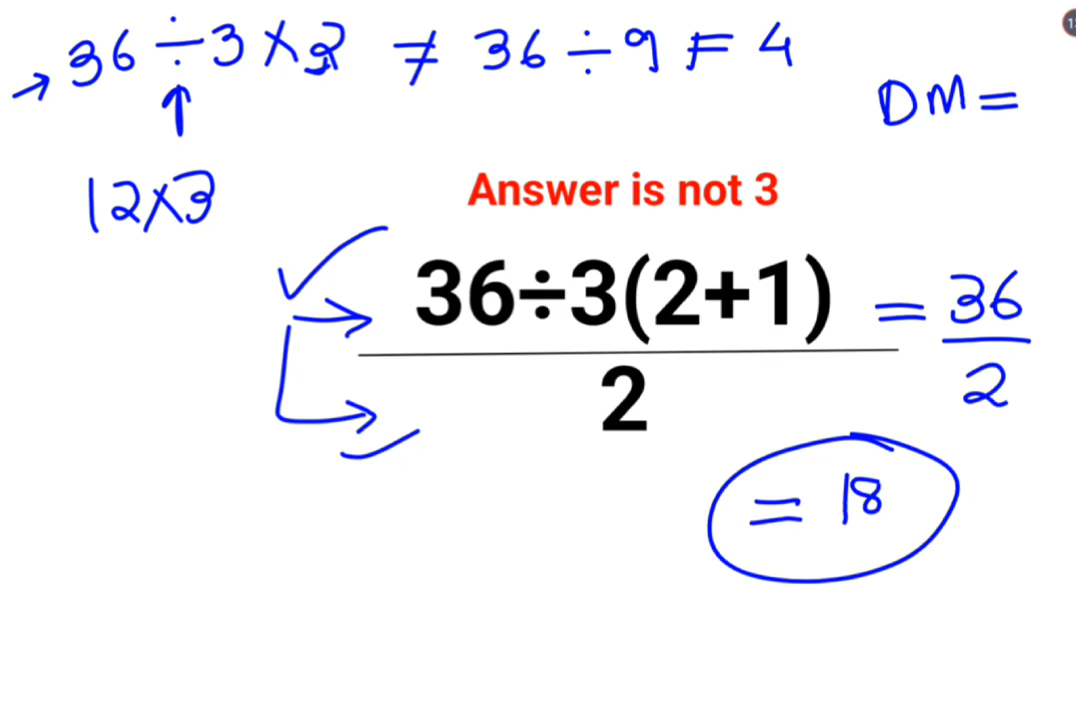 36 ÷ 3 × 3 ≠ 36 ÷ 9 ≠ 4
DM =
12×3
Answer is not 3
36÷3(2+1) = 36
2 2
= 18